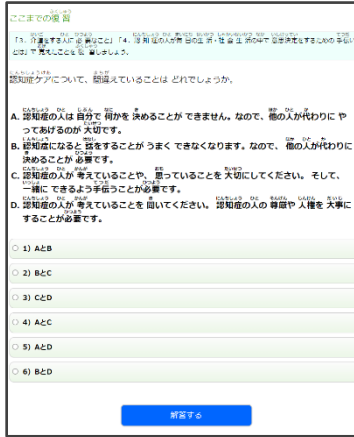 ここまでの復習
「3．介護をする人に必要なこと」「4．認知症の人が毎日の生活・社会生活の中で意思決定をするための手伝い
とは」で覚えたことを復習しましょう。
認知症ケアについて、間違えていることは どれでしょうか。
A. 認知症の人は 自分で 何かを 決めることが できません。なので、他の人が代わりに や
ってあげるのが 大切です。
B. 認知症になると 話をすることが うまく できなくなります。なので、 他の人が代わりに
決めることが 必要です。
C. 認知症の人が 考えていることや、 思っていることを 大切にしてください。 そして、
一緒に できるよう手伝うことが必要です。
D. 認知症の人が 考えていることを 聞いてください。 認知症の人の 尊厳や 人権を 大事に
することが必要です。
1) AとB
2) BとC
3) CとD
4) AとC
5) AとD
6) BとD
解答する